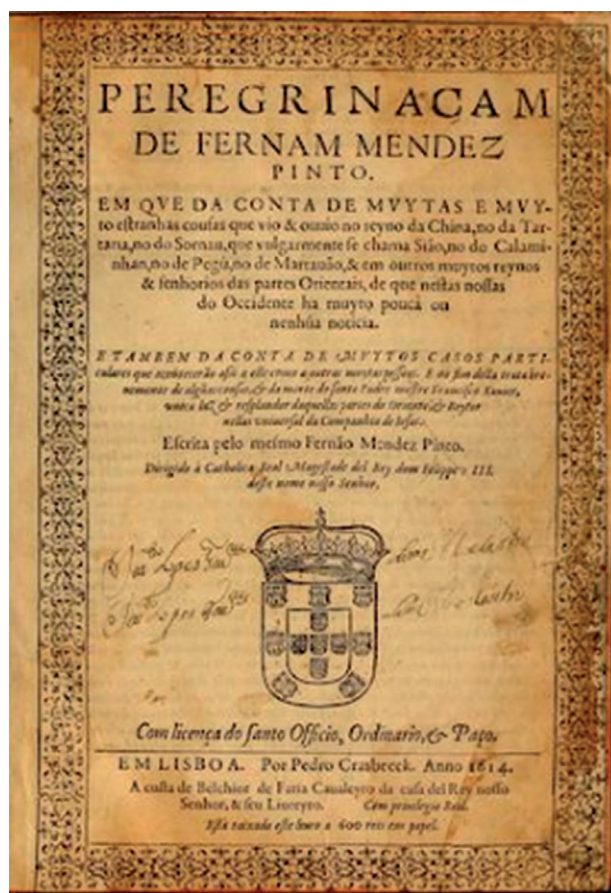 PEREGRINACAM
DE FERNAM MENDEZ
PINTO.
EM QVE DA CONTA DE MVYTAS E MVY-
to estranhas cousas que vio & ouuio no reyno da China, no da Tar-
taria, no do Sornau, que vulgarmente se chama Sião, no do Calami-
nhan, no de Pegù, no de Martauão, & em outros muytos reynos
& senhorios das partes Orientais, de que nestas nossas
do Occidente ha muyto pouca ou
nenhũa noticia.
E TAMBEM DA CONTA DE MVYTOS CASOS PARTI-
culares que acontecerão assi a elle como a outras muytas pessoas. E no fim desta trata bre-
uemente de algũas cousas, & da morte do santo Padre mestre Francisco Xauier,
unica luz & resplandor daquellas partes do Oriente, & Reytor
nellas uniuersal da Companhia de Iesus.
Escrita pelo mesmo Fernão Mendez Pinto.
Dirigido à Catholica Real Magestade del Rey dom Felippe o III.
deste nome nosso Senhor.
Com licença do santo Officio, Ordinario, & Paço.
EM LISBOA. Por Pedro Crasbeeck. Anno 1614.
A custa de Belchior de Faria Caualeyro da casa del Rey nosso
Senhor, & seu Liureyro. Com priuilegio Real.
Està taixado este liuro a 600 reis em papel.